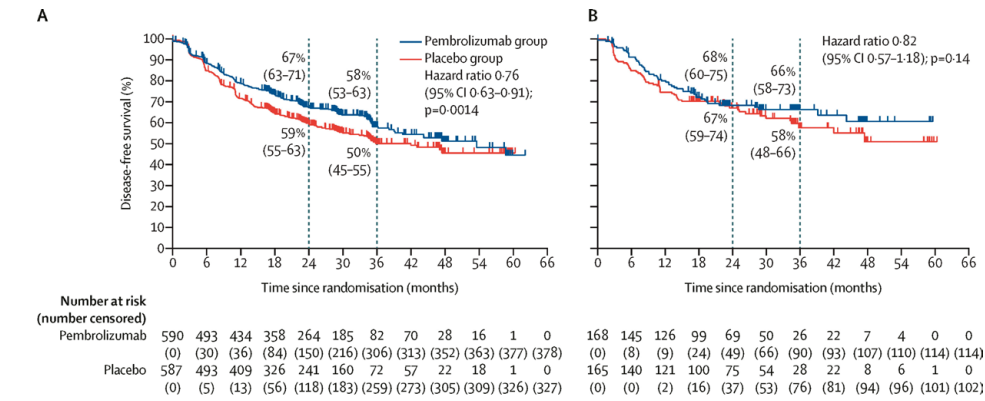 A
B
100
90
80
70
60
50
40
30
20
10
0
Disease-free survival (%)
67%
(63–71)
58%
(53–63)
59%
(55–63)
50%
(45–55)
Pembrolizumab group
Placebo group
Hazard ratio 0·76
(95% CI 0·63–0·91);
p=0·0014
0 6 12 18 24 30 36 42 48 54 60 66
Time since randomisation (months)
68%
(60–75)
66%
(58–73)
67%
(59–74)
58%
(48–66)
Hazard ratio 0·82
(95% CI 0·57–1·18); p=0·14
0 6 12 18 24 30 36 42 48 54 60 66
Time since randomisation (months)
Number at risk
(number censored)
Pembrolizumab 590 493 434 358 264 185 82 70 28 16 1 0 168 145 126 99 69 50 26 22 7 4 0 0
(0) (30) (36) (84) (150) (216) (306) (313) (352) (363) (377) (378) (0) (8) (9) (24) (49) (66) (90) (93) (107) (110) (114) (114)
Placebo 587 493 409 326 241 160 72 57 22 18 1 0 165 140 121 100 75 54 28 22 8 6 1 0
(0) (5) (13) (56) (118) (183) (259) (273) (305) (309) (326) (327) (0) (0) (2) (16) (37) (53) (76) (81) (94) (96) (101) (102)